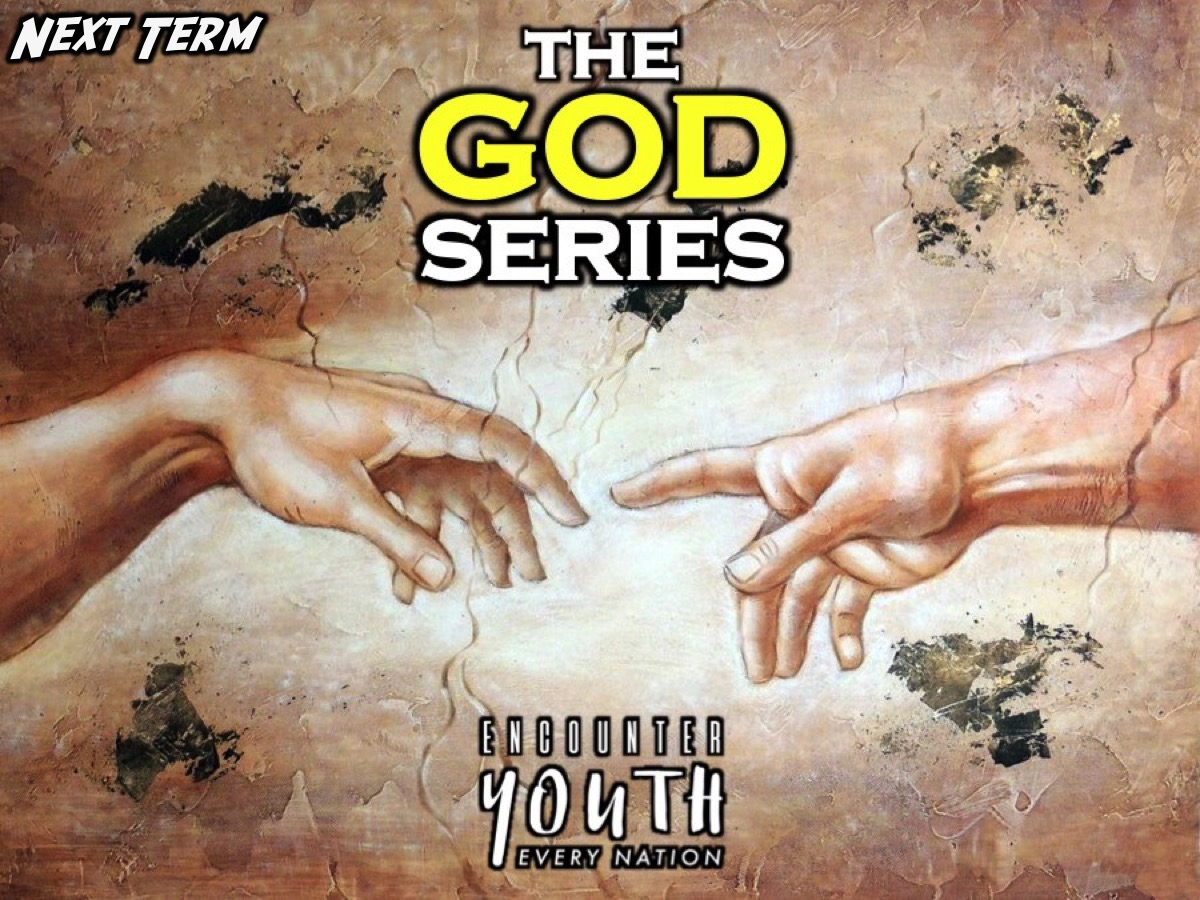 Next Term
THE
GOD
SERIES
ENCOUNTER
YOUTH
EVERY NATION